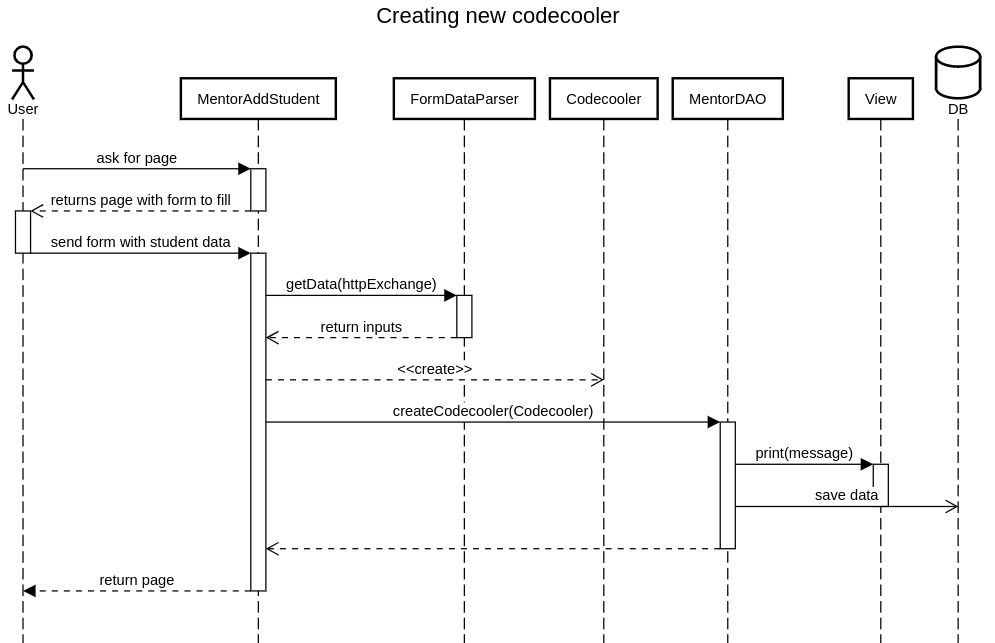 Creating new codecooler
User
MentorAddStudent
FormDataParser
Codecooler
MentorDAO
View
DB
ask for page
returns page with form to fill
send form with student data
getData(httpExchange)
return inputs
<<create>>
createCodecooler(Codecooler)
print(message)
save data
return page